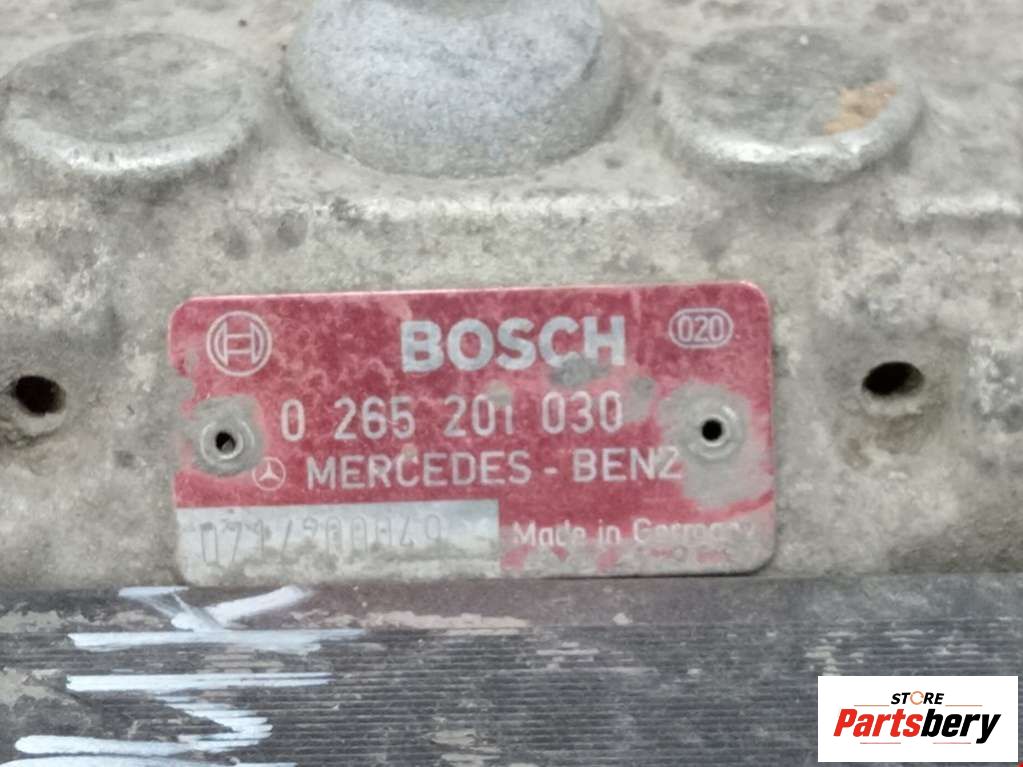 BOSCH
020
0 265 201 030
MERCEDES - BENZ
Made in Germany
STORE
Partsbery